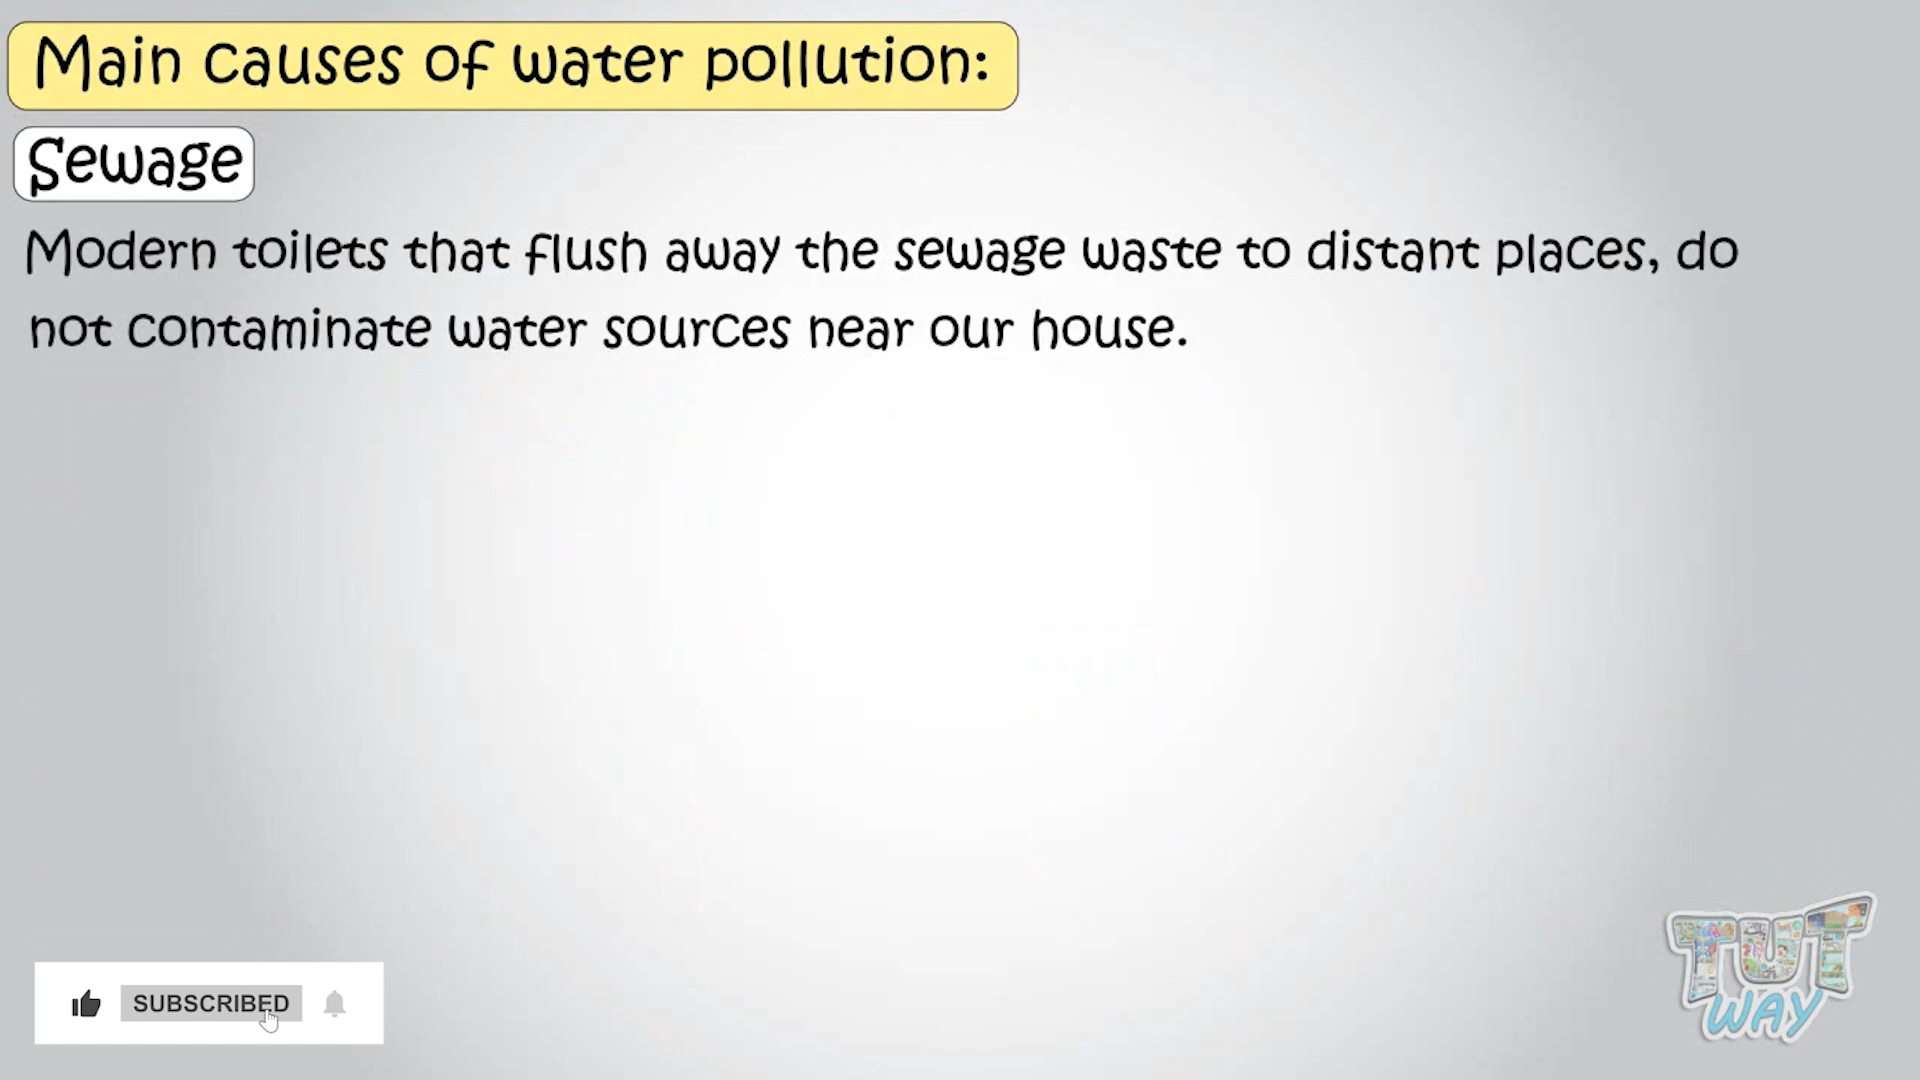 Main causes of water pollution:
Sewage
Modern toilets that flush away the sewage waste to distant places, do
not contaminate water sources near our house.
SUBSCRIBED
TUT
WAY